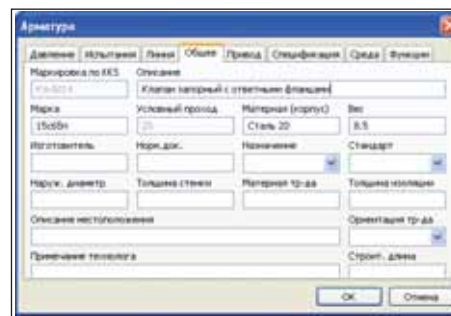 Арматура
Давление Испытания Линия Общие Привод Спецификация Среда Функции
Маркировка по KKS Описание
Клапан запорный с ответными фланцами
Марка Условный проход Материал (корпус) Вес
15с65п 25 Сталь 20 8.5
Изготовитель Норм.док. Назначение Стандарт
Наруж. диаметр Толщина стенки Материал тр-да Толщина изоляции
Описание местоположения Ориентация тр-да
Примечание технолога Строит. длина
OK Отмена